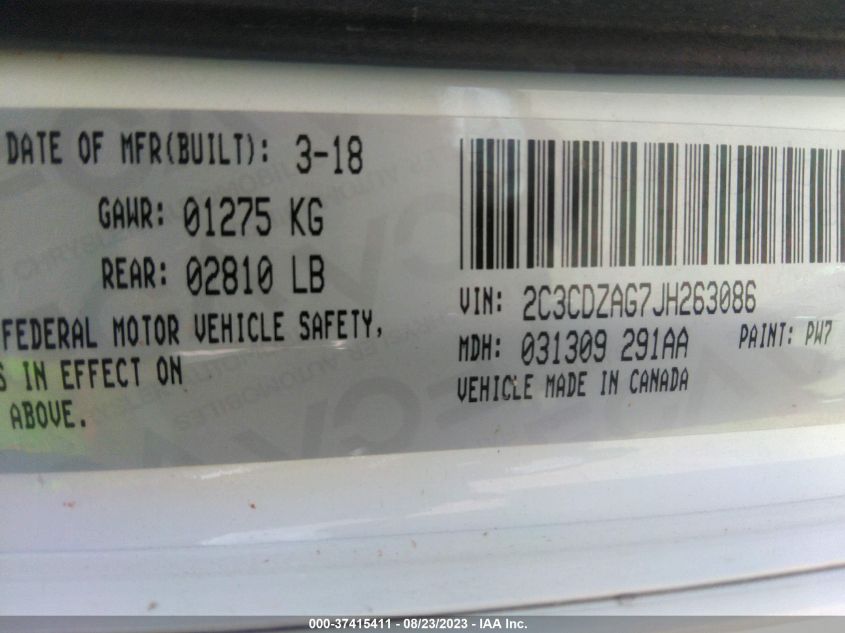 DATE OF MFR(BUILT): 3-18
GAWR: 01275 KG
REAR: 02810 LB
FEDERAL MOTOR VEHICLE SAFETY,
S IN EFFECT ON
ABOVE.
VIN: 2C3CDZAG7JH263086
MDH: 031309 291AA PAINT: PW7
VEHICLE MADE IN CANADA
000-37415411 - 08/23/2023 - IAA Inc.